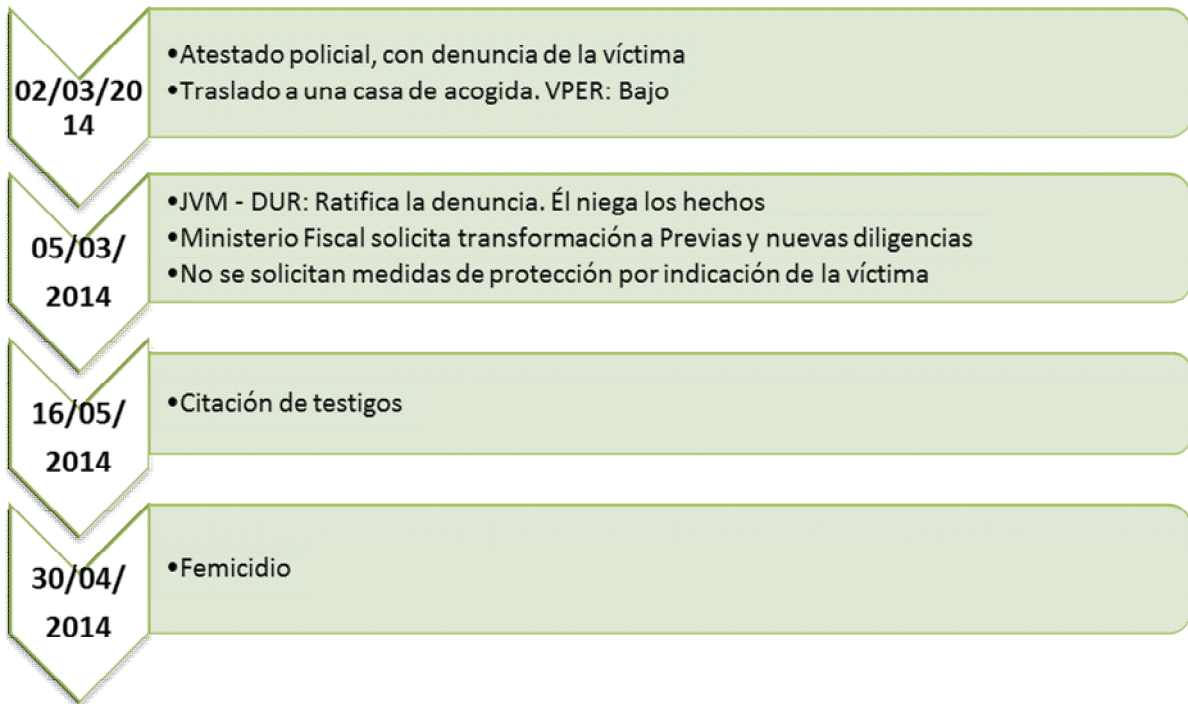 02/03/20
14
•Atestado policial, con denuncia de la víctima
•Traslado a una casa de acogida. VPER: Bajo
05/03/
2014
•JVM - DUR: Ratifica la denuncia. Él niega los hechos
•Ministerio Fiscal solicita transformación a Previas y nuevas diligencias
•No se solicitan medidas de protección por indicación de la víctima
16/05/
2014
•Citación de testigos
30/04/
2014
•Femicidio